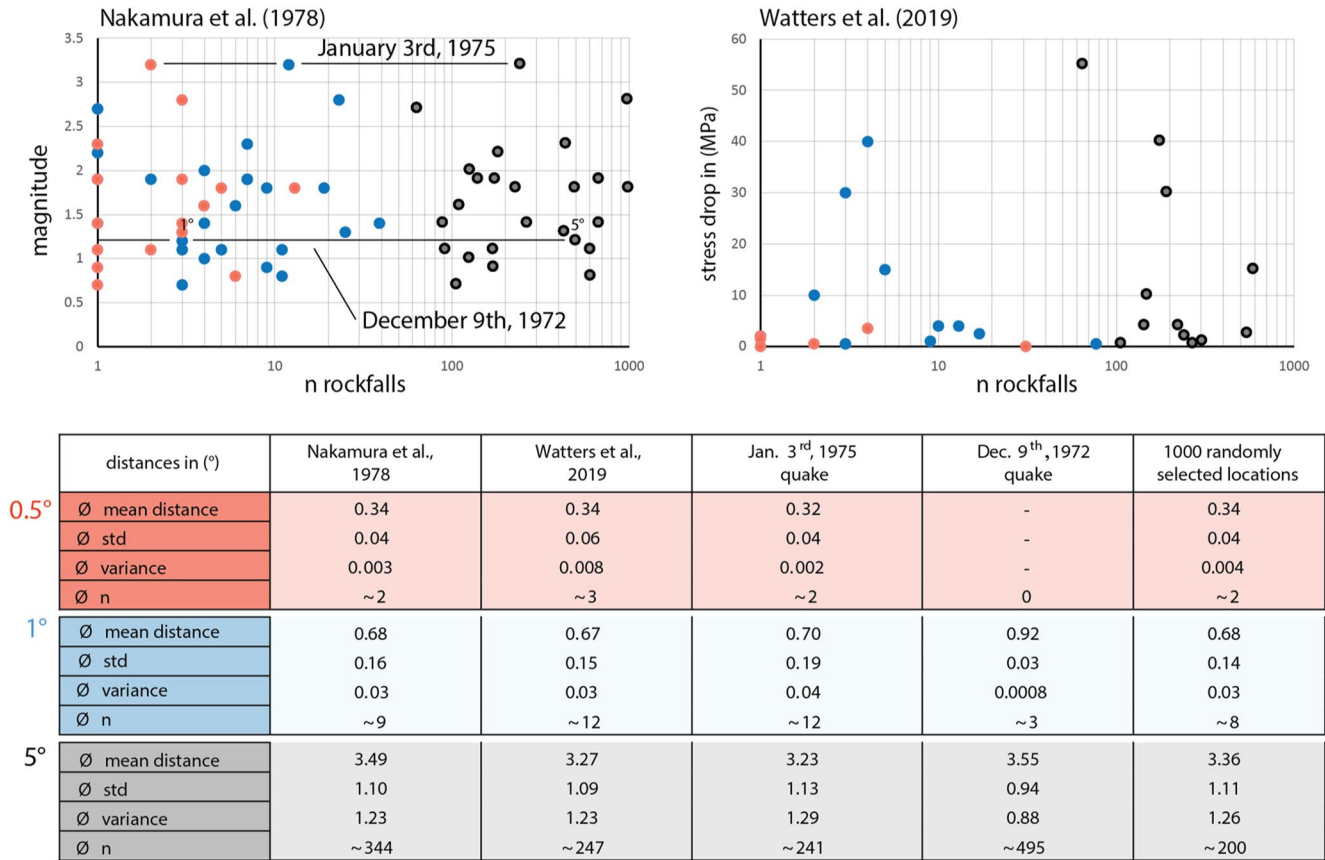 Nakamura et al. (1978)
Watters et al. (2019)
3.5
3
2.5
2
1.5
1
0.5
0
magnitude
January 3rd, 1975
1°
5°
December 9th, 1972
1
10
100
1000
n rockfalls
60
50
40
30
20
10
0
stress drop in (MPa)
1
10
100
1000
n rockfalls
distances in (°) Nakamura et al., 1978 Watters et al., 2019 Jan. 3rd, 1975 quake Dec. 9th, 1972 quake 1000 randomly selected locations
0.5°
Ø mean distance 0.34 0.34 0.32 - 0.34
Ø std 0.04 0.06 0.04 - 0.04
Ø variance 0.003 0.008 0.002 - 0.004
Ø n ~2 ~3 ~2 0 ~2
1°
Ø mean distance 0.68 0.67 0.70 0.92 0.68
Ø std 0.16 0.15 0.19 0.03 0.14
Ø variance 0.03 0.03 0.04 0.0008 0.03
Ø n ~9 ~12 ~12 ~3 ~8
5°
Ø mean distance 3.49 3.27 3.23 3.55 3.36
Ø std 1.10 1.09 1.13 0.94 1.11
Ø variance 1.23 1.23 1.29 0.88 1.26
Ø n ~344 ~247 ~241 ~495 ~200